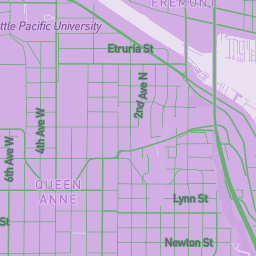 FREMONT
ttle Pacific University
Etruria St
2nd Ave N
4th Ave W
6th Ave W
QUEEN
ANNE
Lynn St
St
Newton St